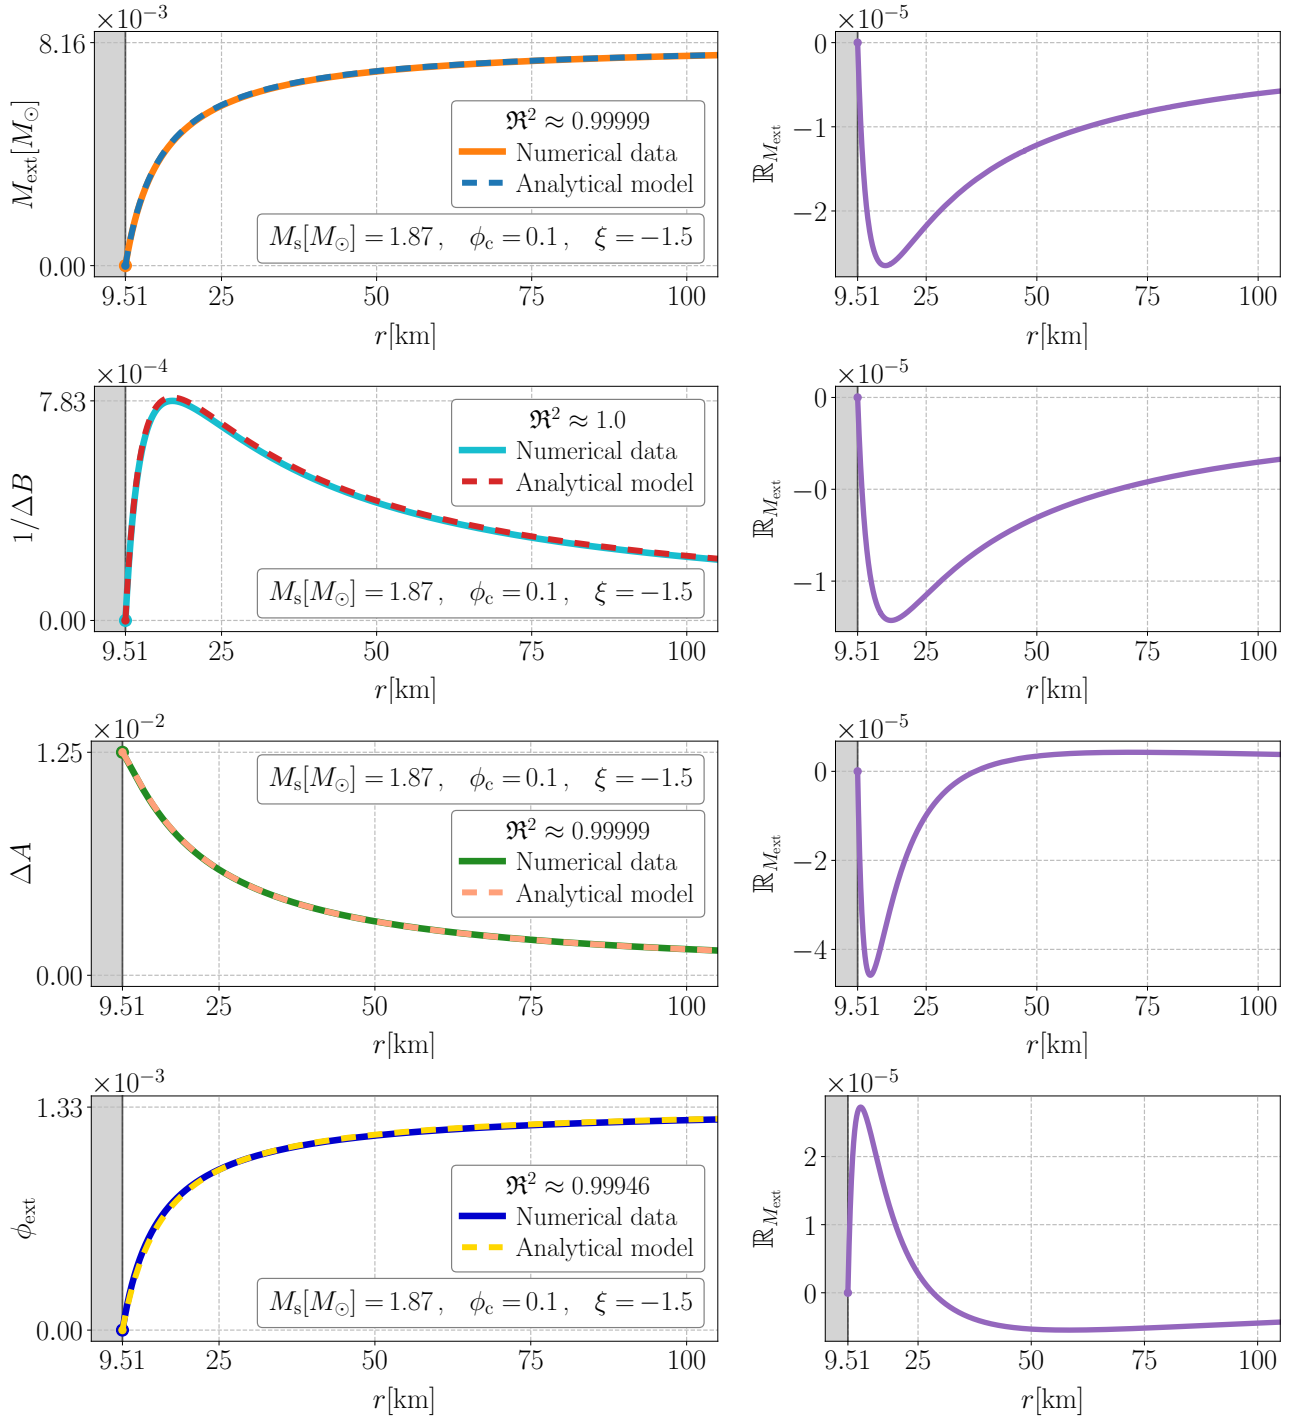 ×10⁻³
8.16
0.00
M_ext[M_⊙]
ℜ² ≈ 0.99999
Numerical data
Analytical model
M_s[M_⊙] = 1.87, ϕ_c = 0.1, ξ = −1.5
9.51 25 50 75 100
r[km]
×10⁻⁵
0
−1
−2
ℝ_{M_ext}
9.51 25 50 75 100
r[km]
×10⁻⁴
7.83
0.00
1/ΔB
ℜ² ≈ 1.0
Numerical data
Analytical model
M_s[M_⊙] = 1.87, ϕ_c = 0.1, ξ = −1.5
9.51 25 50 75 100
r[km]
×10⁻⁵
0
−0
−1
ℝ_{M_ext}
9.51 25 50 75 100
r[km]
×10⁻²
1.25
0.00
ΔA
M_s[M_⊙] = 1.87, ϕ_c = 0.1, ξ = −1.5
ℜ² ≈ 0.99999
Numerical data
Analytical model
9.51 25 50 75 100
r[km]
×10⁻⁵
0
−2
−4
ℝ_{M_ext}
9.51 25 50 75 100
r[km]
×10⁻³
1.33
0.00
ϕ_ext
ℜ² ≈ 0.99946
Numerical data
Analytical model
M_s[M_⊙] = 1.87, ϕ_c = 0.1, ξ = −1.5
9.51 25 50 75 100
r[km]
×10⁻⁵
2
1
0
ℝ_{M_ext}
9.51 25 50 75 100
r[km]